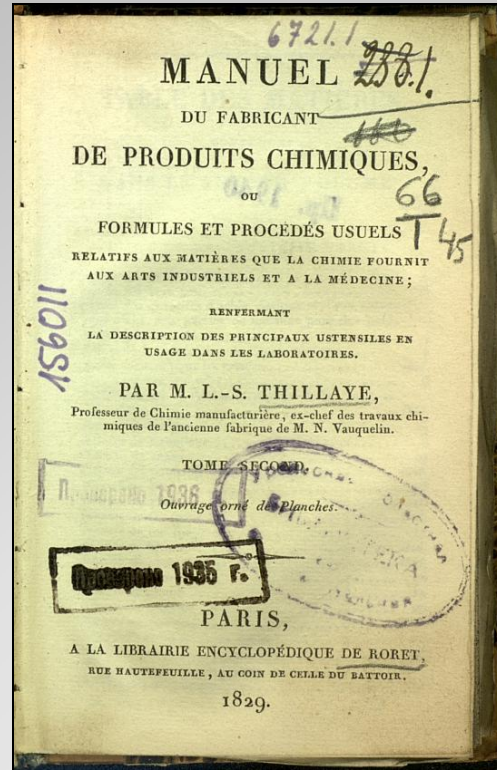 6721.1
MANUEL
DU FABRICANT
DE PRODUITS CHIMIQUES,
OU
66
FORMULES ET PROCÉDÉS USUELS
T 45
RELATIFS AUX MATIÈRES QUE LA CHIMIE FOURNIT
AUX ARTS INDUSTRIELS ET A LA MÉDECINE;
RENFERMANT
LA DESCRIPTION DES PRINCIPAUX USTENSILES EN
USAGE DANS LES LABORATOIRES.
156011
PAR M. L.-S. THILLAYE,
Professeur de Chimie manufacturière, ex-chef des travaux chi-
miques de l'ancienne fabrique de M. N. Vauquelin.
TOME SECOND.
1936
Ouvrage orné de Planches.
Проверено 1935 г.
PARIS,
A LA LIBRAIRIE ENCYCLOPÉDIQUE DE RORET,
RUE HAUTEFEUILLE, AU COIN DE CELLE DU BATTOIR.
1829.